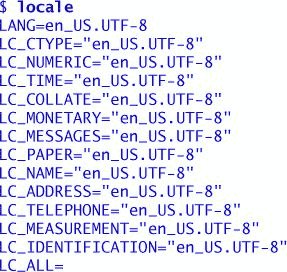 $ locale
LANG=en_US.UTF-8
LC_CTYPE="en_US.UTF-8"
LC_NUMERIC="en_US.UTF-8"
LC_TIME="en_US.UTF-8"
LC_COLLATE="en_US.UTF-8"
LC_MONETARY="en_US.UTF-8"
LC_MESSAGES="en_US.UTF-8"
LC_PAPER="en_US.UTF-8"
LC_NAME="en_US.UTF-8"
LC_ADDRESS="en_US.UTF-8"
LC_TELEPHONE="en_US.UTF-8"
LC_MEASUREMENT="en_US.UTF-8"
LC_IDENTIFICATION="en_US.UTF-8"
LC_ALL=